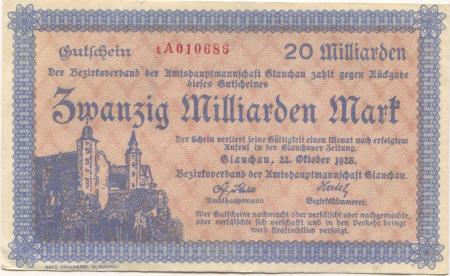 Gutschein tA010686 20 Milliarden
Der Bezirksverband der Amtshauptmannschaft Glauchau zahlt gegen Rückgabe
dieses Gutscheines
Zwanzig Milliarden Mark
Der Schein verliert seine Gültigkeit einen Monat nach erfolgtem
Aufruf in der Glauchauer Zeitung.
Glauchau, 22. Oktober 1923.
Bezirksverband der Amtshauptmannschaft Glauchau.
Amtshauptmann Bezirkskämmerer.
Wer Gutscheine nachmacht oder verfälscht oder nachgemachte
oder verfälschte sich verschafft und in den Verkehr bringt
wird strafrechtlich verfolgt.